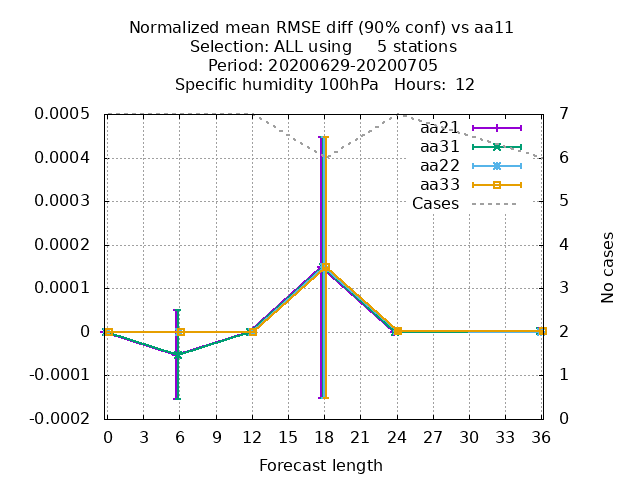 Normalized mean RMSE diff (90% conf) vs aa11
Selection: ALL using     5 stations
Period: 20200629-20200705
Specific humidity 100hPa   Hours:  12
0.0005
0.0004
0.0003
0.0002
0.0001
0
-0.0001
-0.0002
7
6
5
4
3
2
1
0
No cases
aa21
aa31
aa22
aa33
Cases
0 3 6 9 12 15 18 21 24 27 30 33 36
Forecast length